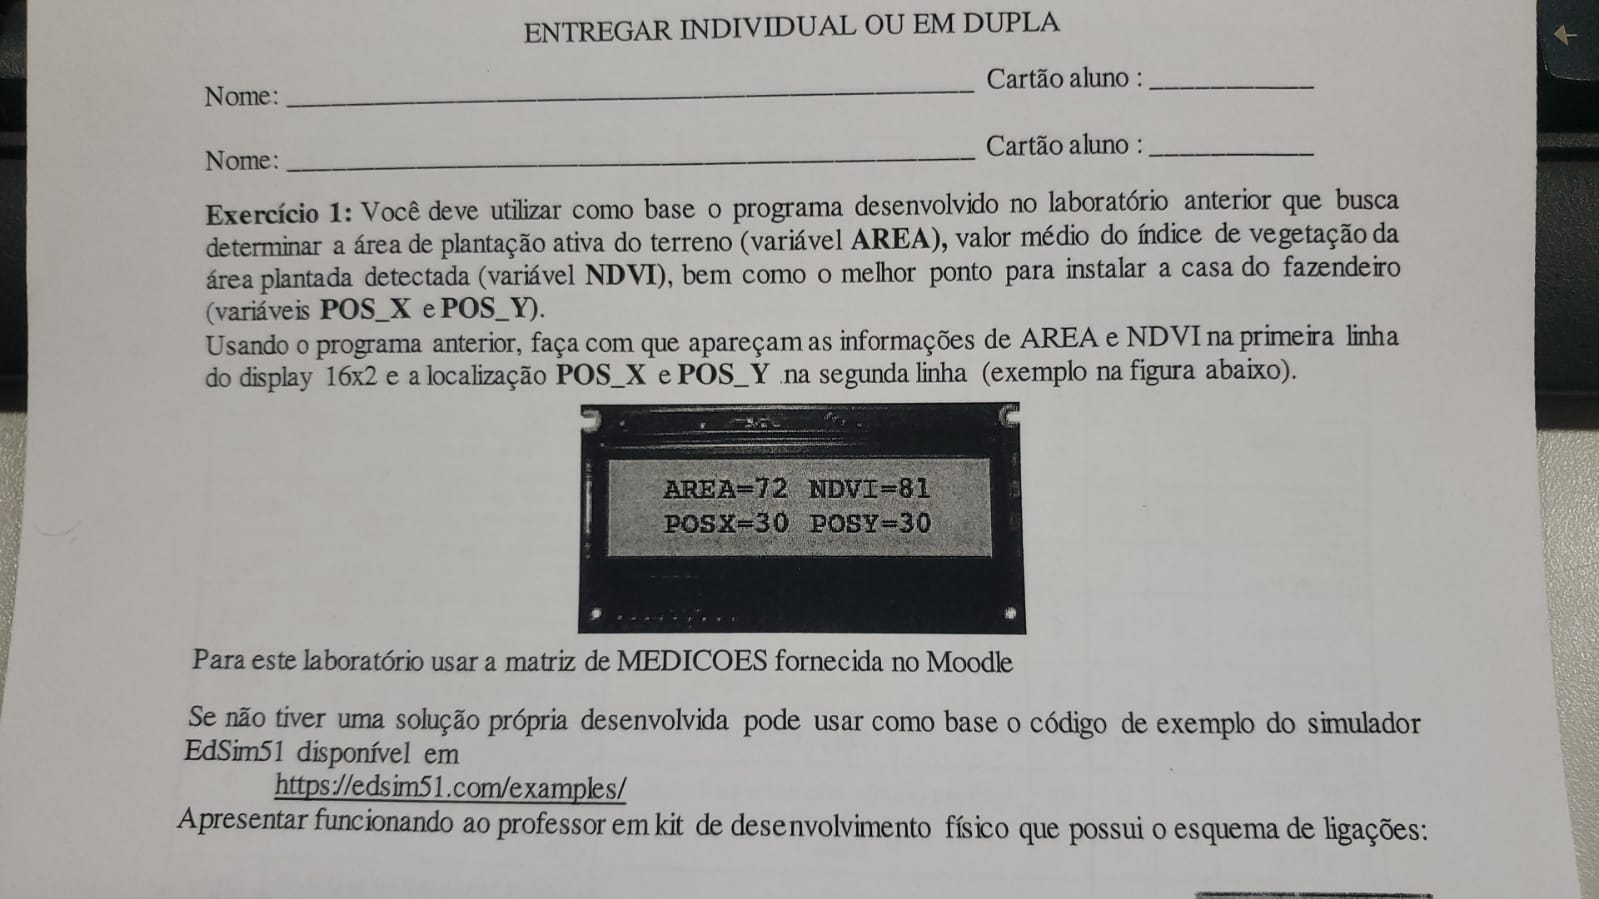 ENTREGAR INDIVIDUAL OU EM DUPLA
Nome: ______________________ Cartão aluno : ____________
Nome: ______________________ Cartão aluno : ____________
Exercício 1: Você deve utilizar como base o programa desenvolvido no laboratório anterior que busca
determinar a área de plantação ativa do terreno (variável AREA), valor médio do índice de vegetação da
área plantada detectada (variável NDVI), bem como o melhor ponto para instalar a casa do fazendeiro
(variáveis POS_X e POS_Y).
Usando o programa anterior, faça com que apareçam as informações de AREA e NDVI na primeira linha
do display 16x2 e a localização POS_X e POS_Y na segunda linha (exemplo na figura abaixo).
AREA=72 NDVI=81
POSX=30 POSY=30
Para este laboratório usar a matriz de MEDICOES fornecida no Moodle
Se não tiver uma solução própria desenvolvida pode usar como base o código de exemplo do simulador
EdSim51 disponível em
https://edsim51.com/examples/
Apresentar funcionando ao professor em kit de desenvolvimento físico que possui o esquema de ligações: